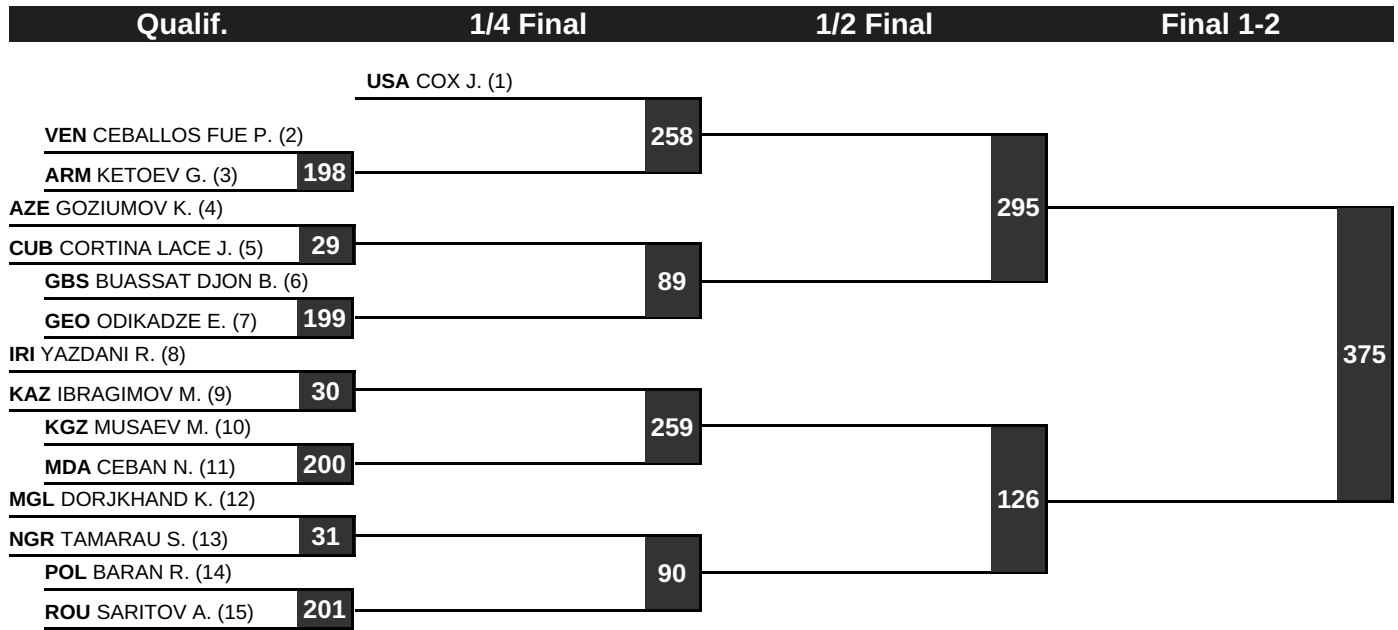 Qualif. 1/4 Final 1/2 Final Final 1-2
USA COX J. (1)
258
VEN CEBALLOS FUE P. (2)
198
ARM KETOEV G. (3)
295
AZE GOZIUMOV K. (4)
29
CUB CORTINA LACE J. (5)
89
GBS BUASSAT DJON B. (6)
199
GEO ODIKADZE E. (7)
375
IRI YAZDANI R. (8)
30
KAZ IBRAGIMOV M. (9)
259
KGZ MUSAEV M. (10)
200
MDA CEBAN N. (11)
126
MGL DORJKHAND K. (12)
31
NGR TAMARAU S. (13)
90
POL BARAN R. (14)
201
ROU SARITOV A. (15)